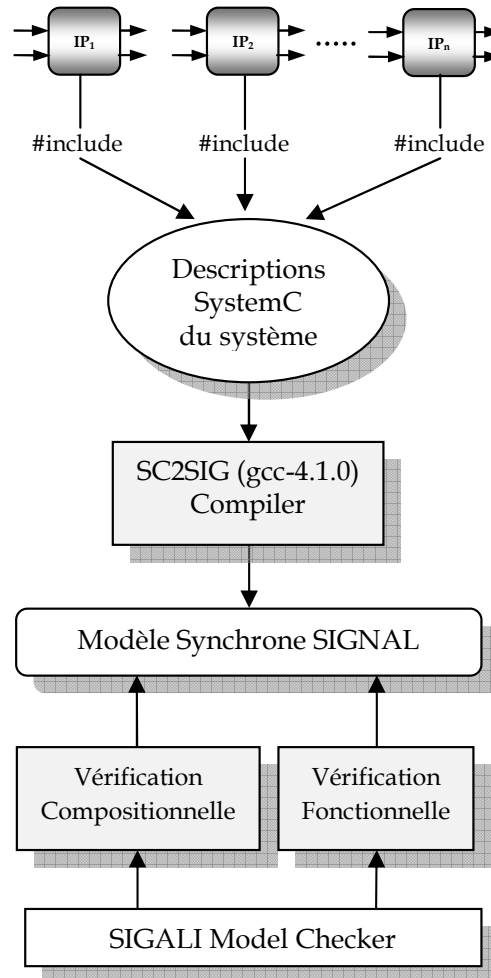 IP1 IP2 ..... IPn
#include #include #include
Descriptions
SystemC
du système
SC2SIG (gcc-4.1.0)
Compiler
Modèle Synchrone SIGNAL
Vérification
Compositionnelle
Vérification
Fonctionnelle
SIGALI Model Checker